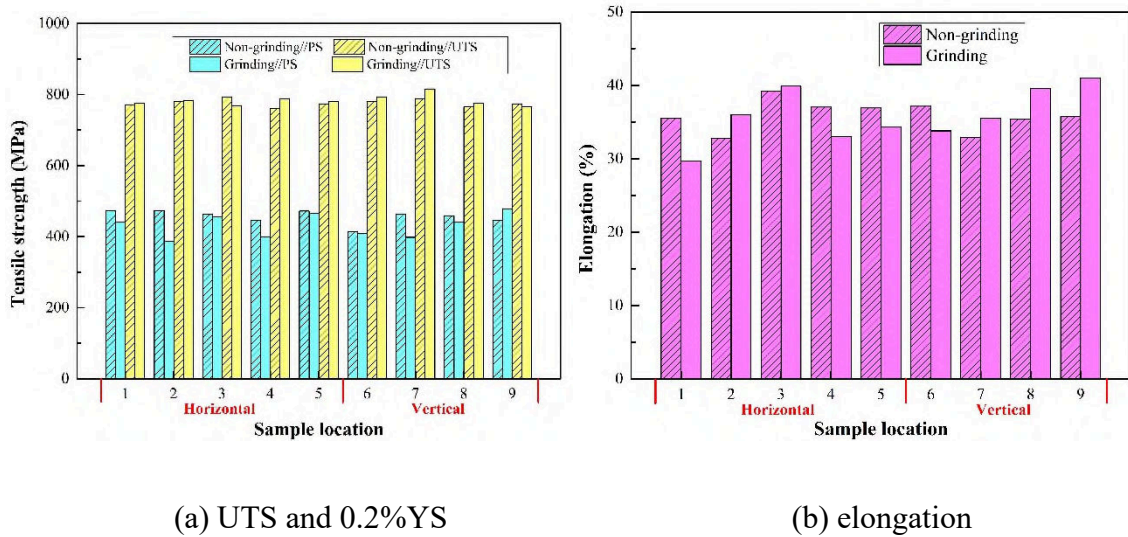 1000
800
600
400
200
0
Tensile strength (MPa)
Non-grinding//PS Non-grinding//UTS
Grinding//PS Grinding//UTS
1 2 3 4 5 6 7 8 9
Horizontal Vertical
Sample location
50
40
30
20
10
0
Elongation (%)
Non-grinding
Grinding
1 2 3 4 5 6 7 8 9
Horizontal Vertical
Sample location
(a) UTS and 0.2%YS (b) elongation